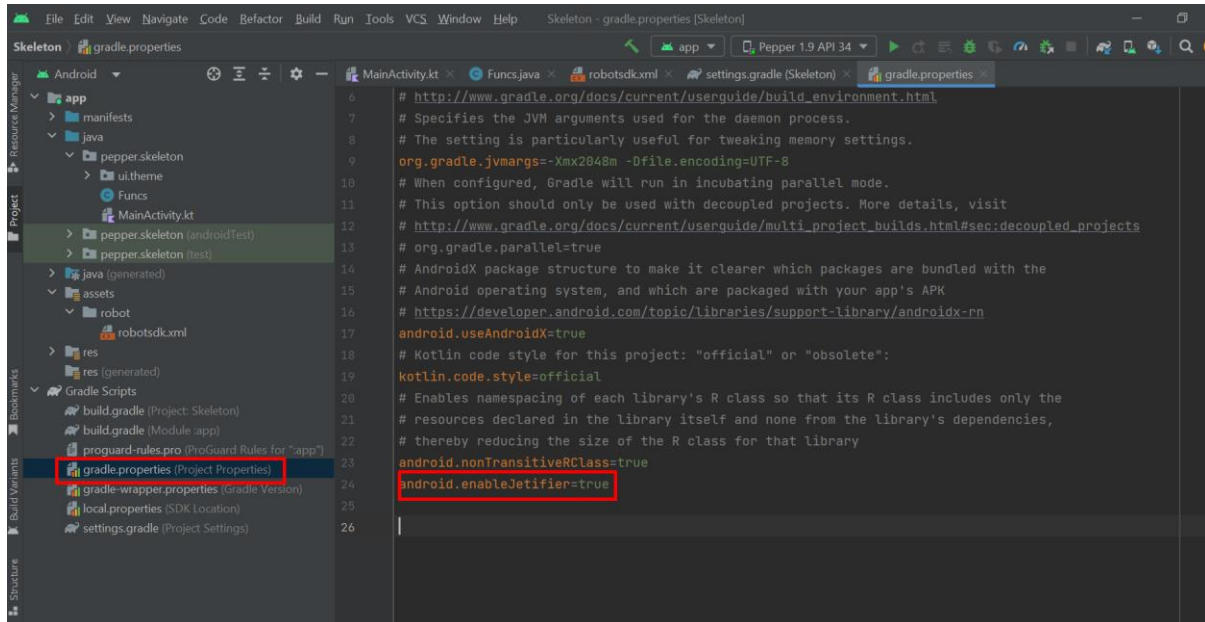 File Edit View Navigate Code Refactor Build Run Tools VCS Window Help Skeleton - gradle.properties [Skeleton]
Skeleton gradle.properties app Pepper 1.9 API 34
Android MainActivity.kt Funcs.java robotsdk.xml settings.gradle (Skeleton) gradle.properties
Resource Manager
Project
Bookmarks
Build Variants
Structure
app
manifests
java
pepper.skeleton
ui.theme
Funcs
MainActivity.kt
pepper.skeleton (androidTest)
pepper.skeleton (test)
java (generated)
assets
robot
robotsdk.xml
res
res (generated)
Gradle Scripts
build.gradle (Project: Skeleton)
build.gradle (Module :app)
proguard-rules.pro (ProGuard Rules for ":app")
gradle.properties (Project Properties)
gradle-wrapper.properties (Gradle Version)
local.properties (SDK Location)
settings.gradle (Project Settings)
6 # http://www.gradle.org/docs/current/userguide/build_environment.html
7 # Specifies the JVM arguments used for the daemon process.
8 # The setting is particularly useful for tweaking memory settings.
9 org.gradle.jvmargs=-Xmx2048m -Dfile.encoding=UTF-8
10 # When configured, Gradle will run in incubating parallel mode.
11 # This option should only be used with decoupled projects. More details, visit
12 # http://www.gradle.org/docs/current/userguide/multi_project_builds.html#sec:decoupled_projects
13 # org.gradle.parallel=true
14 # AndroidX package structure to make it clearer which packages are bundled with the
15 # Android operating system, and which are packaged with your app's APK
16 # https://developer.android.com/topic/libraries/support-library/androidx-rn
17 android.useAndroidX=true
18 # Kotlin code style for this project: "official" or "obsolete":
19 kotlin.code.style=official
20 # Enables namespacing of each library's R class so that its R class includes only the
21 # resources declared in the library itself and none from the library's dependencies,
22 # thereby reducing the size of the R class for that library
23 android.nonTransitiveRClass=true
24 android.enableJetifier=true
25
26